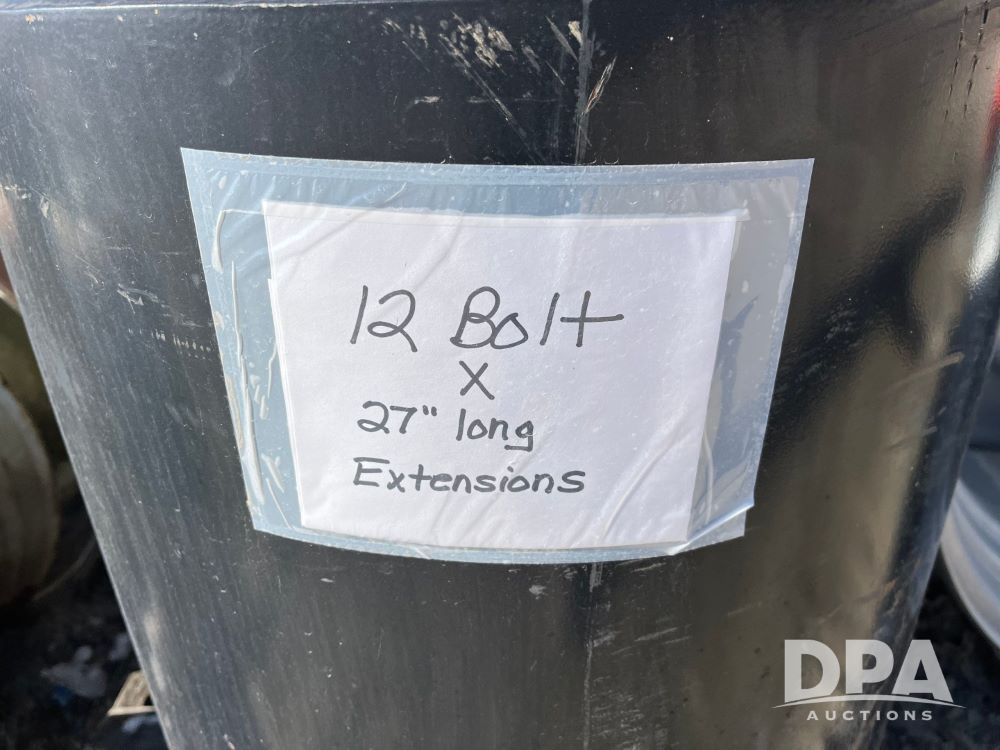 12 Bolt
X
27" long
Extensions
DPA
AUCTIONS